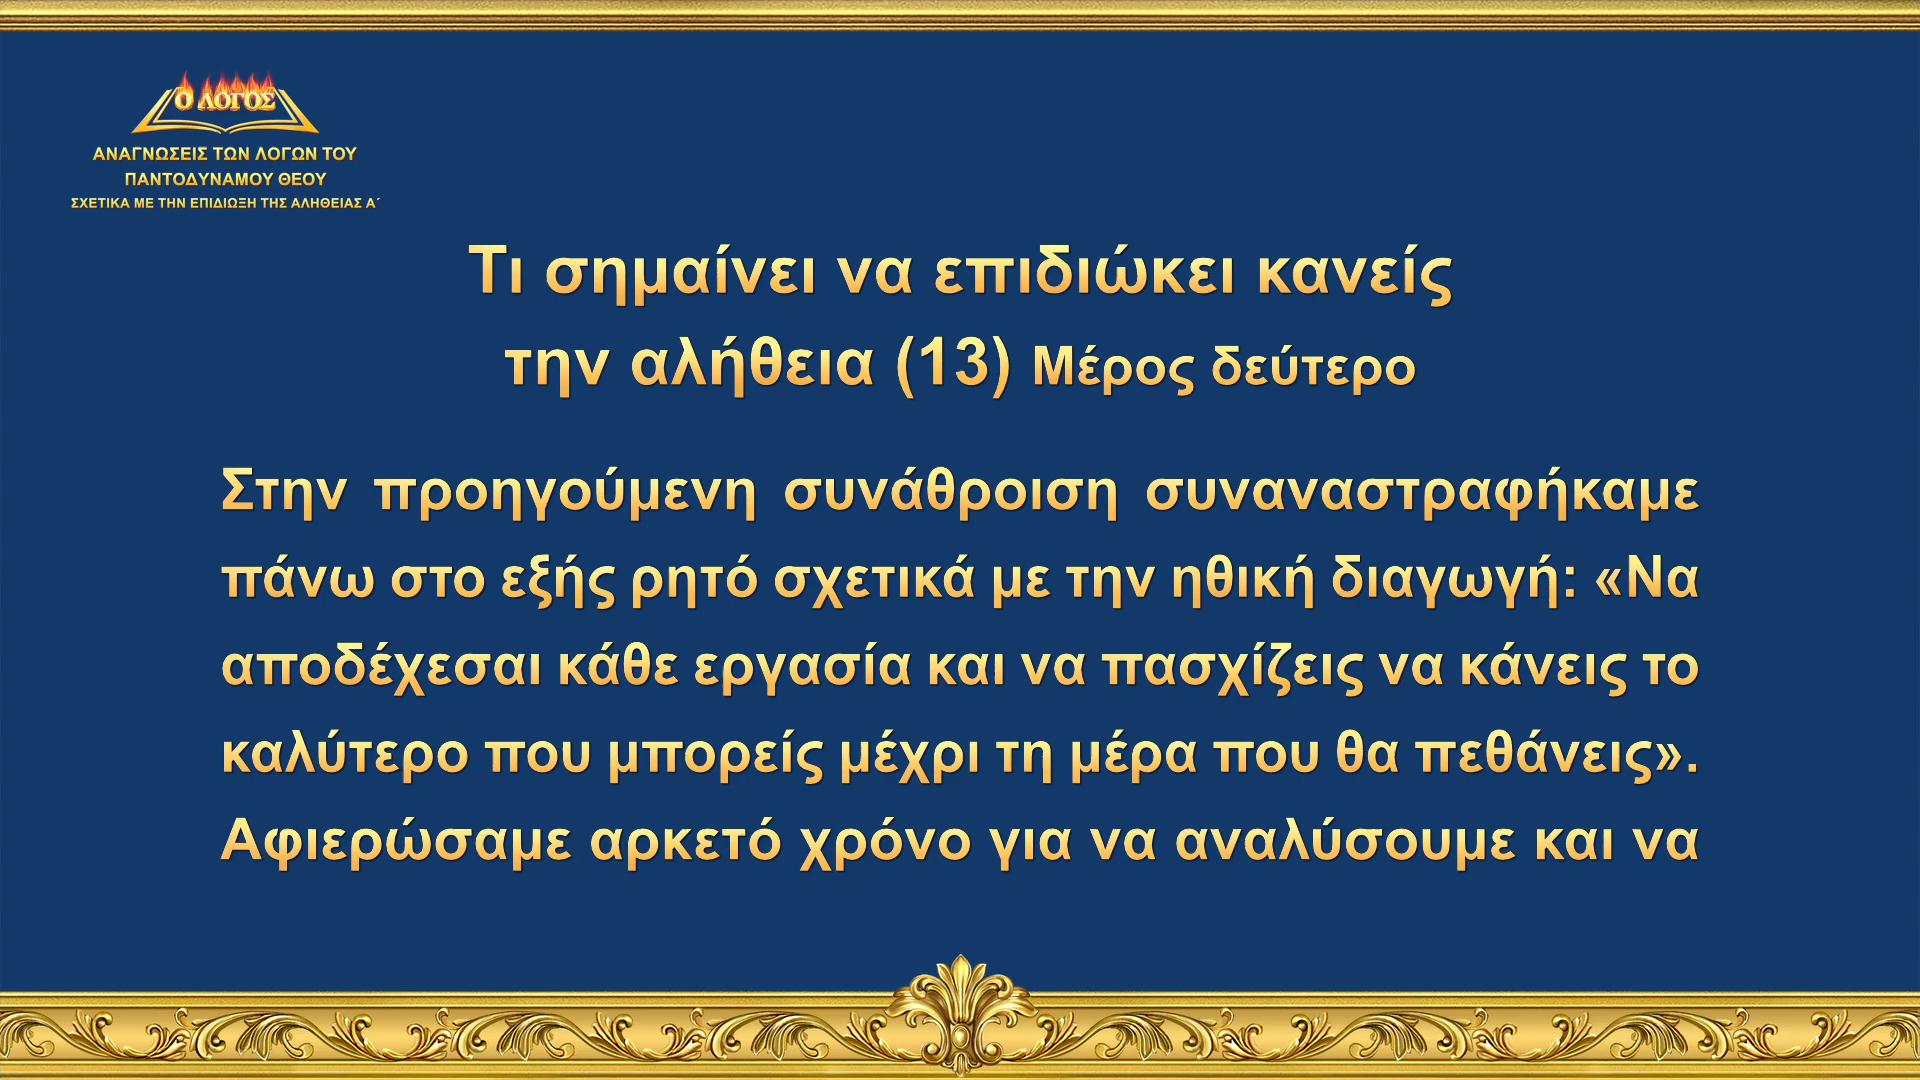 Ο ΛΟΓΟΣ
ΑΝΑΓΝΩΣΕΙΣ ΤΩΝ ΛΟΓΩΝ ΤΟΥ
ΠΑΝΤΟΔΥΝΑΜΟΥ ΘΕΟΥ
ΣΧΕΤΙΚΑ ΜΕ ΤΗΝ ΕΠΙΔΙΩΞΗ ΤΗΣ ΑΛΗΘΕΙΑΣ Α΄
Τι σημαίνει να επιδιώκει κανείς
την αλήθεια (13) Μέρος δεύτερο
Στην προηγούμενη συνάθροιση συναναστραφήκαμε
πάνω στο εξής ρητό σχετικά με την ηθική διαγωγή: «Να
αποδέχεσαι κάθε εργασία και να πασχίζεις να κάνεις το
καλύτερο που μπορείς μέχρι τη μέρα που θα πεθάνεις».
Αφιερώσαμε αρκετό χρόνο για να αναλύσουμε και να